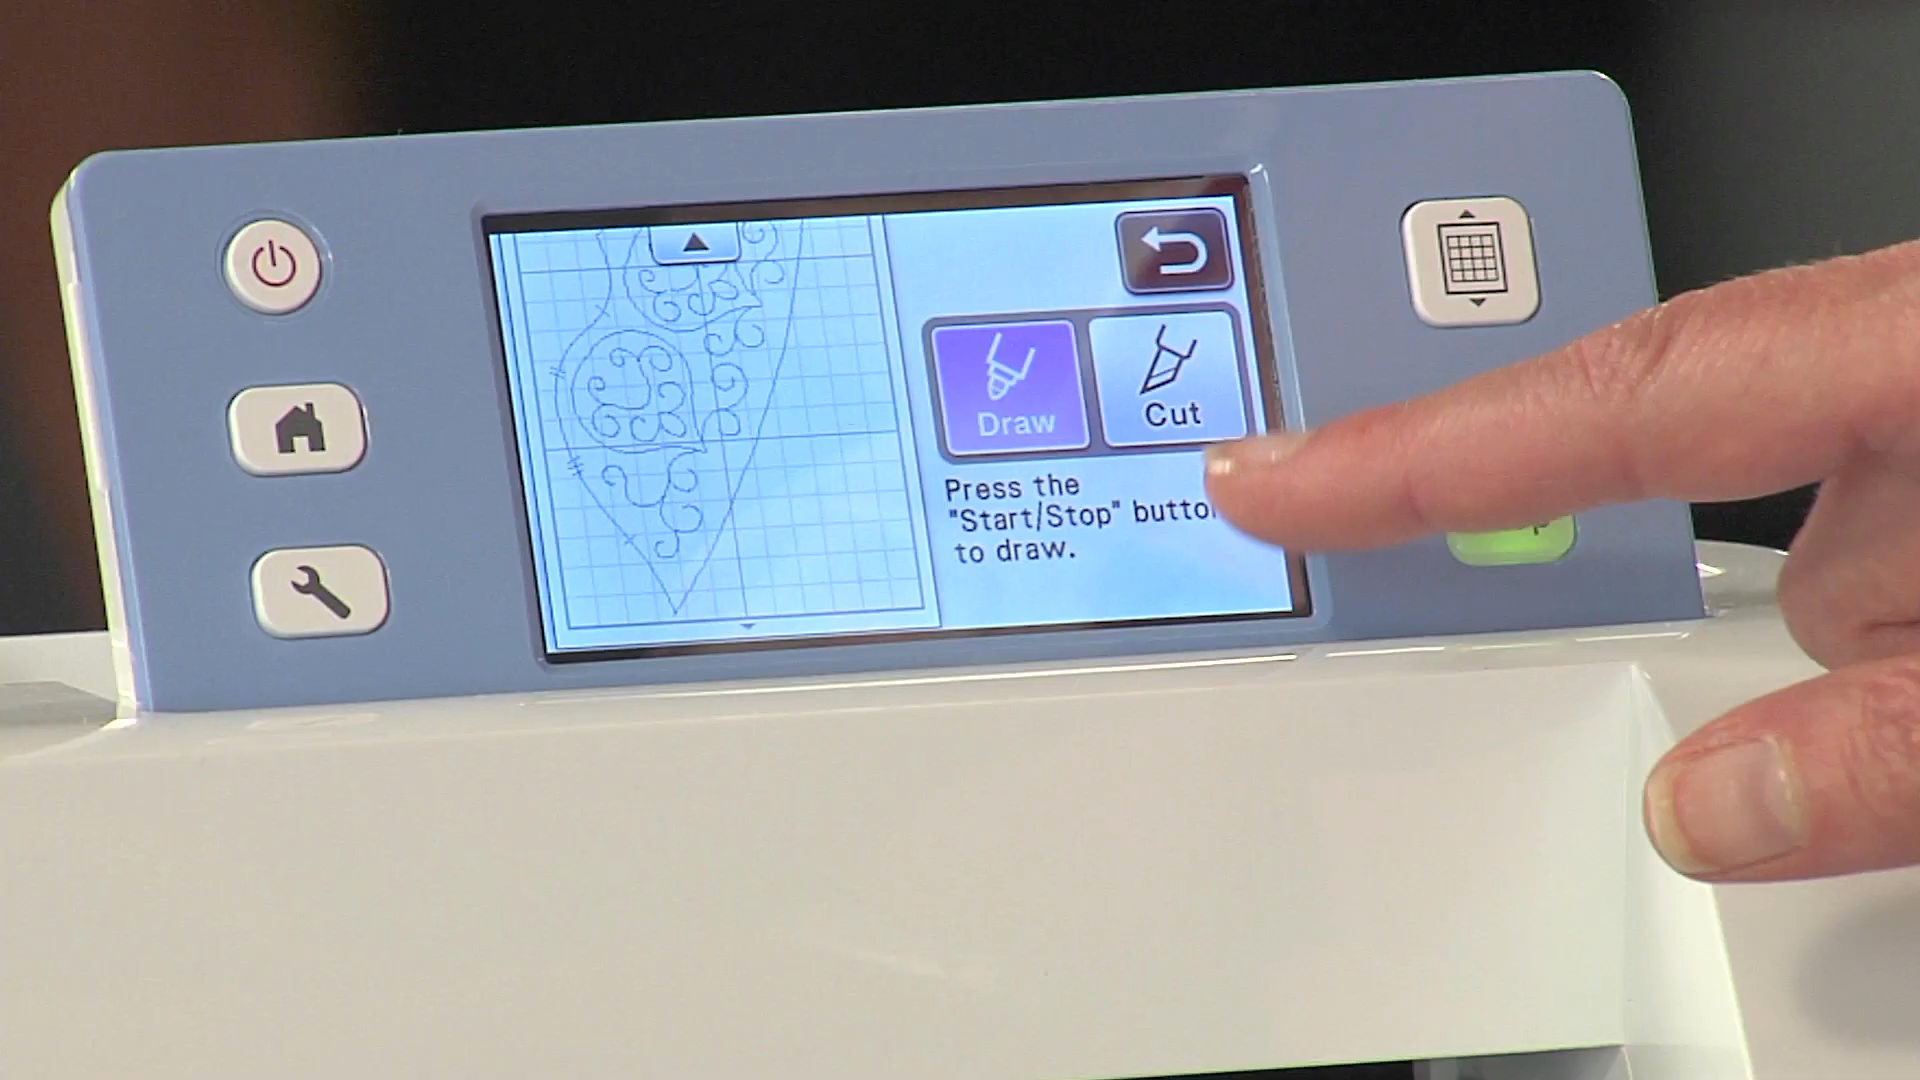 Draw
Cut
Press the
"Start/Stop" butto
to draw.